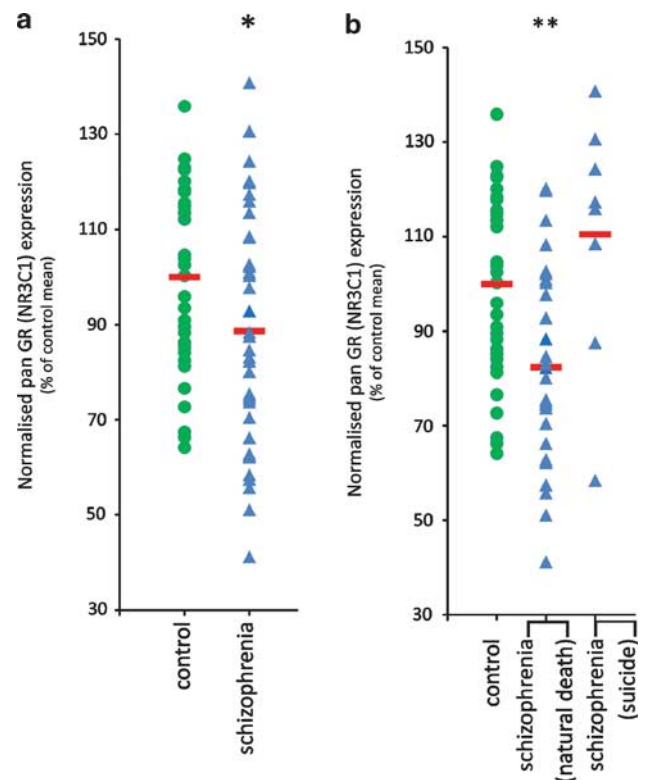 a
*
Normalised pan GR (NR3C1) expression
(% of control mean)
150
130
110
90
70
50
30
control
schizophrenia
b
**
Normalised pan GR (NR3C1) expression
(% of control mean)
150
130
110
90
70
50
30
control
schizophrenia
(natural death)
schizophrenia
(suicide)